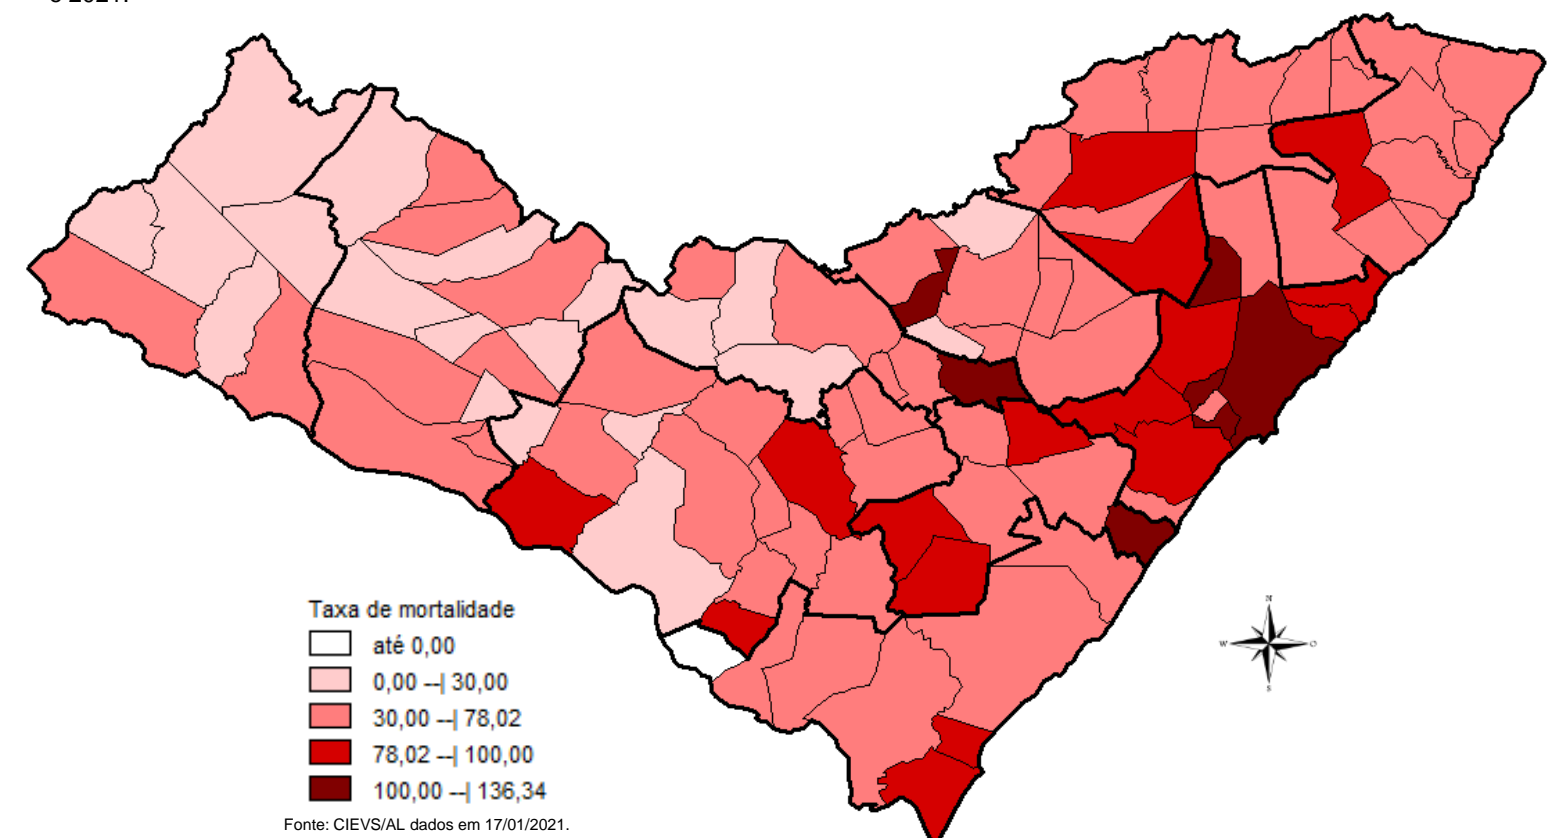 e 2021.
N
W O
S
Taxa de mortalidade
até 0,00
0,00 --| 30,00
30,00 --| 78,02
78,02 --| 100,00
100,00 --| 136,34
Fonte: CIEVS/AL dados em 17/01/2021.